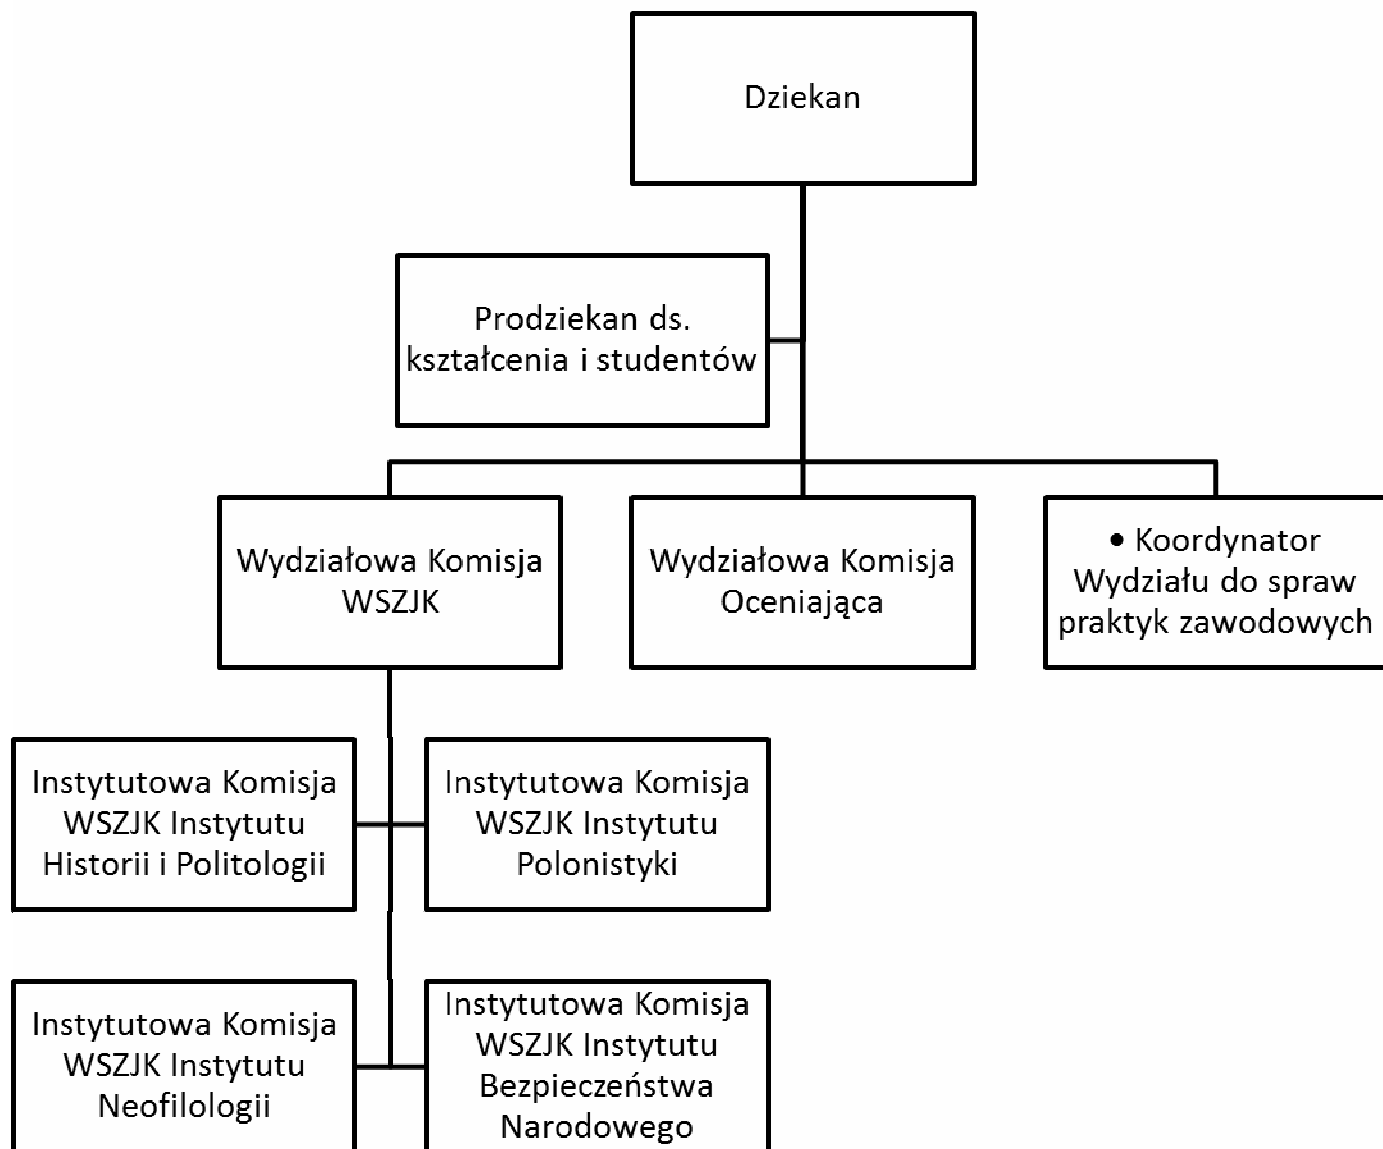 Dziekan
Prodziekan ds.
kształcenia i studentów
Wydziałowa Komisja
WSZJK
Wydziałowa Komisja
Oceniająca
• Koordynator
Wydziału do spraw
praktyk zawodowych
Instytutowa Komisja
WSZJK Instytutu
Historii i Politologii
Instytutowa Komisja
WSZJK Instytutu
Polonistyki
Instytutowa Komisja
WSZJK Instytutu
Neofilologii
Instytutowa Komisja
WSZJK Instytutu
Bezpieczeństwa
Narodowego